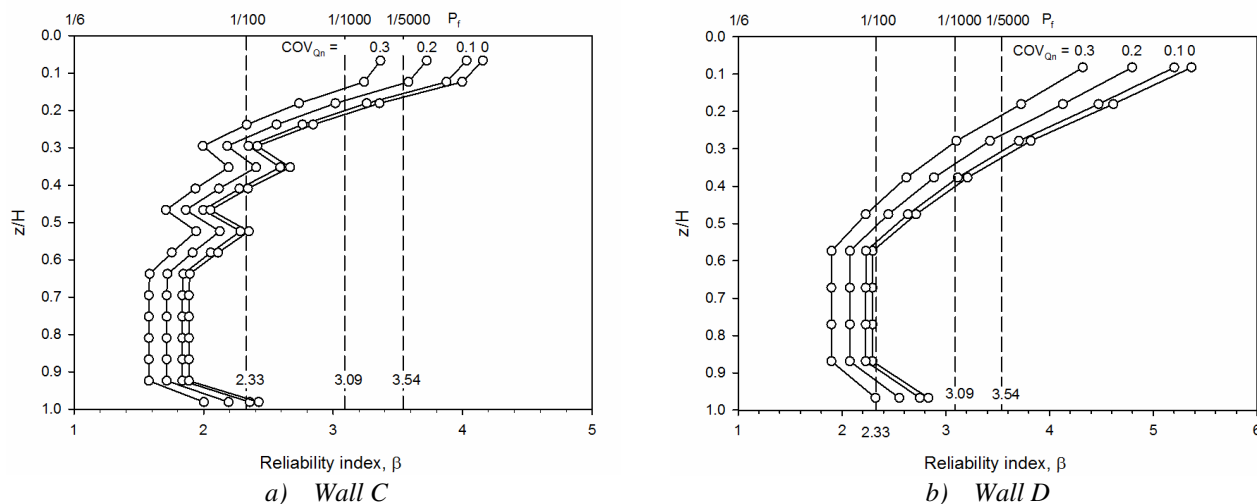 1/6 1/100 1/1000 1/5000 P_f
0.0
COV_Qn = 0.3 0.2 0.1 0
0.1
0.2
0.3
0.4
0.5
0.6
0.7
0.8
0.9
1.0
z/H
2.33 3.09 3.54
1 2 3 4 5
Reliability index, β
a) Wall C
1/6 1/100 1/1000 1/5000 P_f
0.0
COV_Qn = 0.3 0.2 0.1 0
0.1
0.2
0.3
0.4
0.5
0.6
0.7
0.8
0.9
1.0
z/H
3.09 3.54
1 2 3 4 5 6
2.33
Reliability index, β
b) Wall D